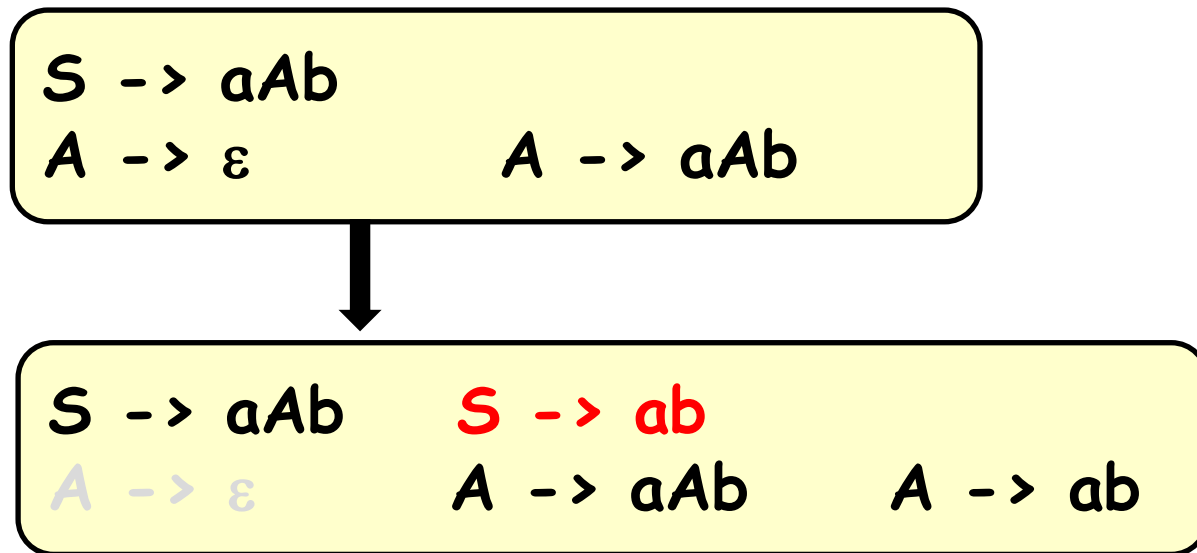 S -> aAb
A -> ε A -> aAb
S -> aAb S -> ab
A -> ε A -> aAb A -> ab